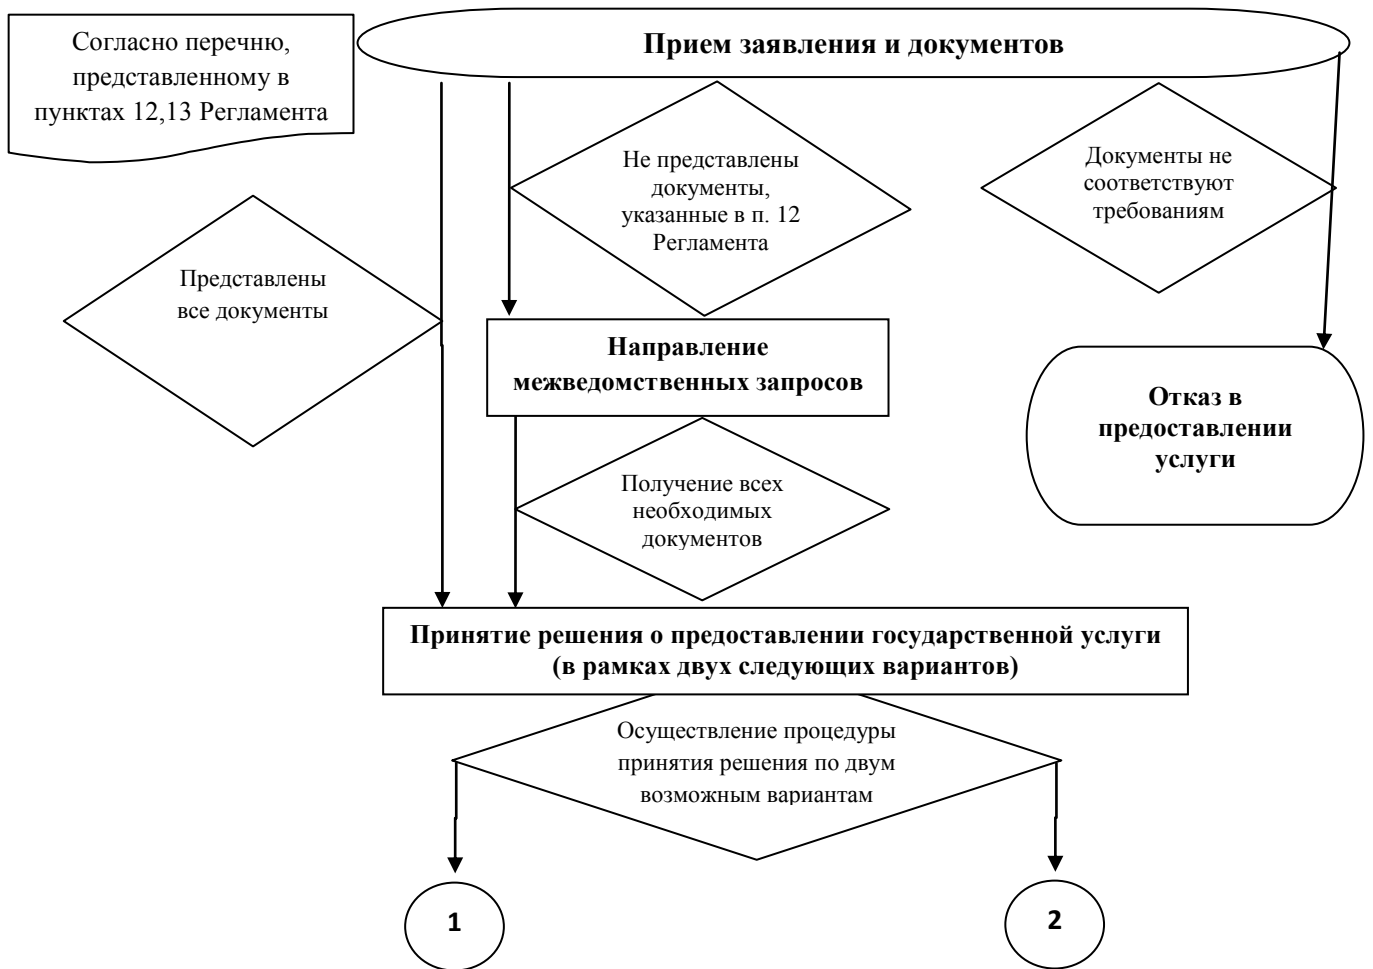 Согласно перечню,
представленному в
пунктах 12,13 Регламента
Прием заявления и документов
Не представлены
документы,
указанные в п. 12
Регламента
Документы не
соответствуют
требованиям
Представлены
все документы
Направление
межведомственных запросов
Отказ в
предоставлении
услуги
Получение всех
необходимых
документов
Принятие решения о предоставлении государственной услуги
(в рамках двух следующих вариантов)
Осуществление процедуры
принятия решения по двум
возможным вариантам
1
2